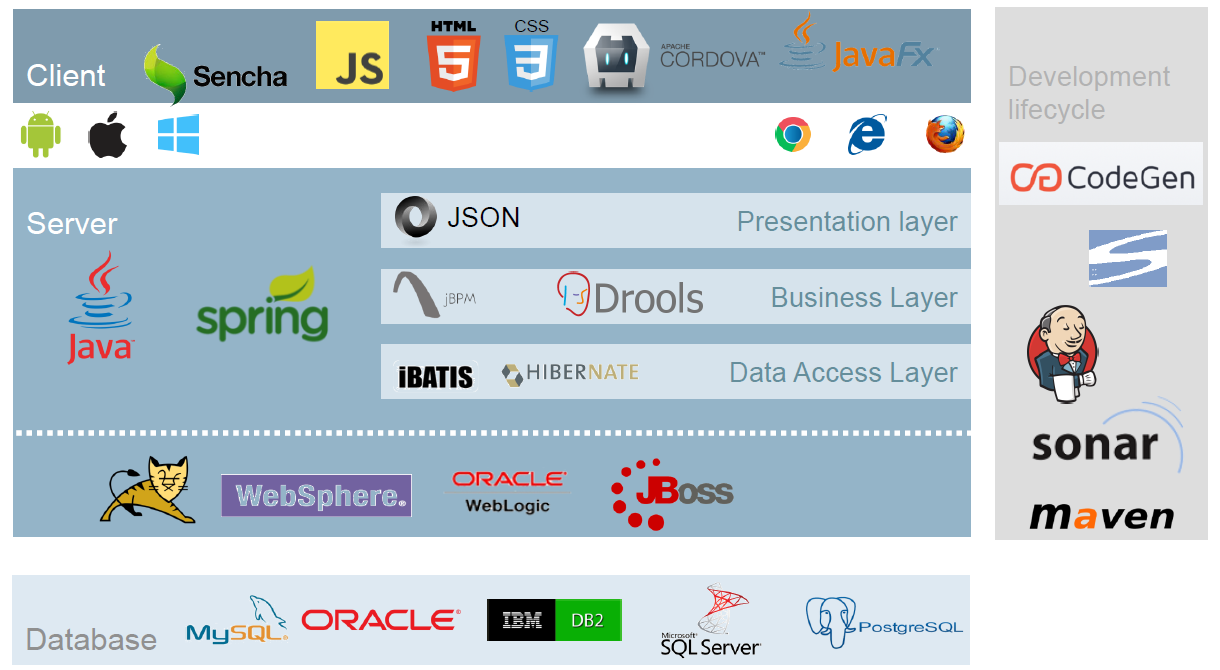 Client
Sencha
JS
HTML
5
CSS
3
APACHE
CORDOVA™
JavaFx™
Development
lifecycle
CodeGen
Server
Java™
spring
JSON
Presentation layer
jBPM
Drools
Business Layer
iBATIS
HIBERNATE
Data Access Layer
sonar
maven
WebSphere®
ORACLE®
WebLogic
JBoss
Database
MySQL®
ORACLE®
IBM
DB2
Microsoft®
SQL Server®
PostgreSQL